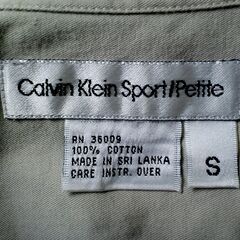 Calvin Klein Sport/Petite
RN 36009
100% COTTON
MADE IN SRI LANKA
CARE INSTR. OVER
S